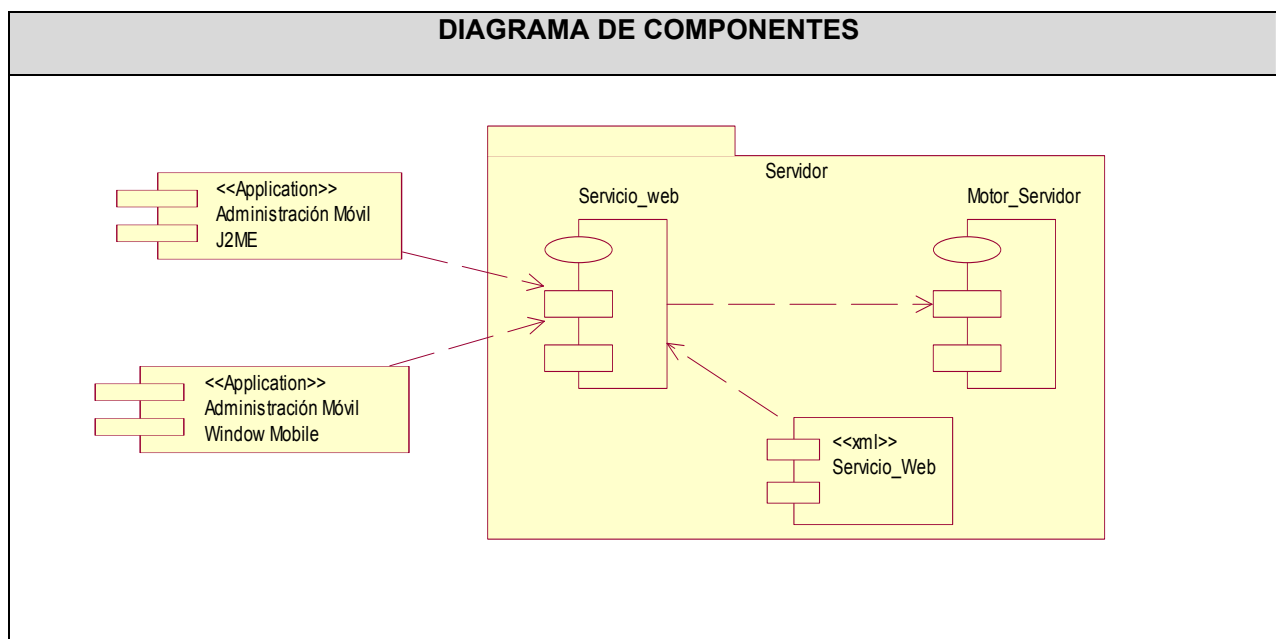 DIAGRAMA DE COMPONENTES
Servidor
<<Application>>
Administración Móvil
J2ME
Servicio_web
Motor_Servidor
<<Application>>
Administración Móvil
Window Mobile
<<xml>>
Servicio_Web